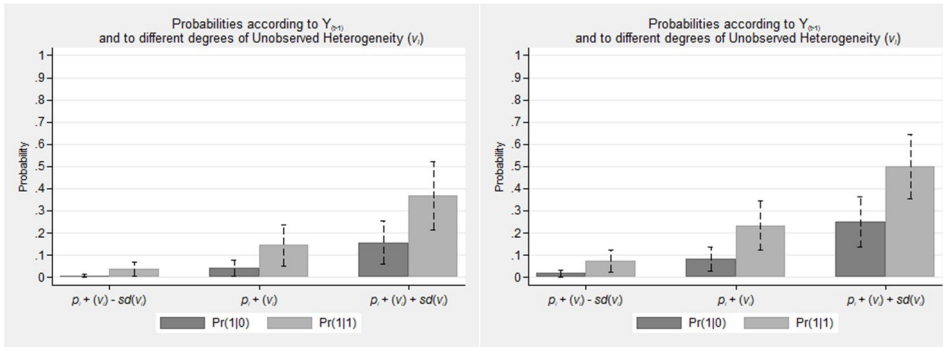 Probabilities according to Y(t-1)
and to different degrees of Unobserved Heterogeneity (vi)
Probability
1
.9
.8
.7
.6
.5
.4
.3
.2
.1
0
pi + (vi) - sd(vi)
pi + (vi)
pi + (vi) + sd(vi)
Pr(1|0)
Pr(1|1)
Probabilities according to Y(t-1)
and to different degrees of Unobserved Heterogeneity (vi)
Probability
1
.9
.8
.7
.6
.5
.4
.3
.2
.1
0
pi + (vi) - sd(vi)
pi + (vi)
pi + (vi) + sd(vi)
Pr(1|0)
Pr(1|1)